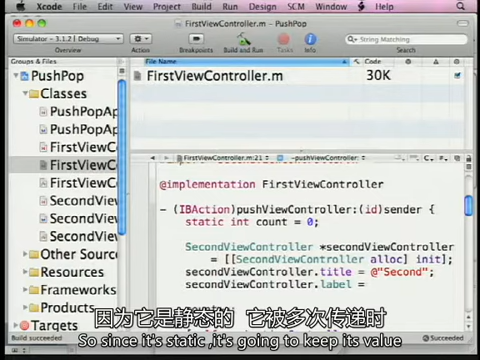 Xcode File Edit View Project Build Run Design SCM Window Help
FirstViewController.m - PushPop
Simulator - 3.1.2 | Debug
String Matching
Overview Action Breakpoints Build and Run Tasks Info Search
Groups & Files
File Name Code
PushPop
FirstViewController.m 30K
Classes
PushPopAp
PushPopAp
FirstViewC
FirstViewC
FirstViewC
SecondView
SecondView
SecondView
Other Source
Resources
Frameworks
Products
Targets
FirstViewController.m:21 -pushViewController:
@implementation FirstViewController
- (IBAction)pushViewController:(id)sender {
static int count = 0;
SecondViewController *secondViewController
= [[SecondViewController alloc] init];
secondViewController.title = @"Second";
secondViewController.label =
因为它是静态的 它被多次传递时
So since it's static ,it's going to keep its value
Build succeeded
Succeeded